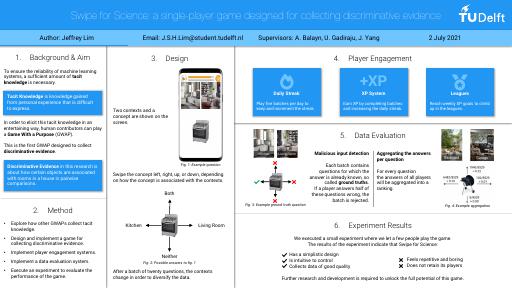 Swipe for Science: a single-player game designed for collecting discriminative evidence
TUDelft
Author: Jeffrey Lim
Email: J.S.H.Lim@student.tudelft.nl
Supervisors: A. Balayn, U. Gadiraju, J. Yang
2 July 2021
1. Background & Aim
To ensure the reliability of machine learning
systems, a sufficient amount of tacit
knowledge is necessary.
Tacit Knowledge is knowledge gained
from personal experience that is difficult
to express.
In order to elicit this tacit knowledge in an
entertaining way, human contributors can play
a Game With a Purpose (GWAP).
This is the first GWAP designed to collect
discriminative evidence.
Discriminative Evidence in this research is
about how certain objects are associated
with rooms in a house in pairwise
comparisons.
2. Method
• Explore how other GWAPs collect tacit
knowledge.
• Design and implement a game for
collecting discriminative evidence.
• Implement player engagement systems.
• Implement a data evaluation system.
• Execute an experiment to evaluate the
performance of the game.
3. Design
Two contexts and a
concept are shown on the
screen.
Fig. 1: Example question
Swipe the concept left, right, up, or down, depending
on how the concept is associated with the contexts.
Both
Kitchen
Living Room
Neither
Fig. 2: Possible answers to fig. 1
After a batch of twenty questions, the contexts
change in order to diversify the data.
4. Player Engagement
Daily Streak
Play five batches per day to
keep and increment the streak.
+XP
XP System
Earn XP by completing batches
and increasing the daily streak.
Leagues
Reach weekly XP goals to climb
up in the leagues.
5. Data Evaluation
Fig. 3: Example ground truth question
Malicious input detection
Each batch contains
questions for which the
answer is already known, so
called ground truths.
If a player answers half of
these questions wrong, the
batch is rejected.
Aggregating the answers
per question
For every question
the answers of all players
will be aggregated into a
ranking.
Fig. 4: Example aggregation
6. Experiment Results
We executed a small experiment where we let a few people play the game
The results of the experiment indicate that Swipe for Science:
✔ Has a simplistic design
✔ Is intuitive to control
✔ Collects data of good quality
✖ Feels repetitive and boring
✖ Does not retain its players
Further research and development is required to unlock the full potential of this game.